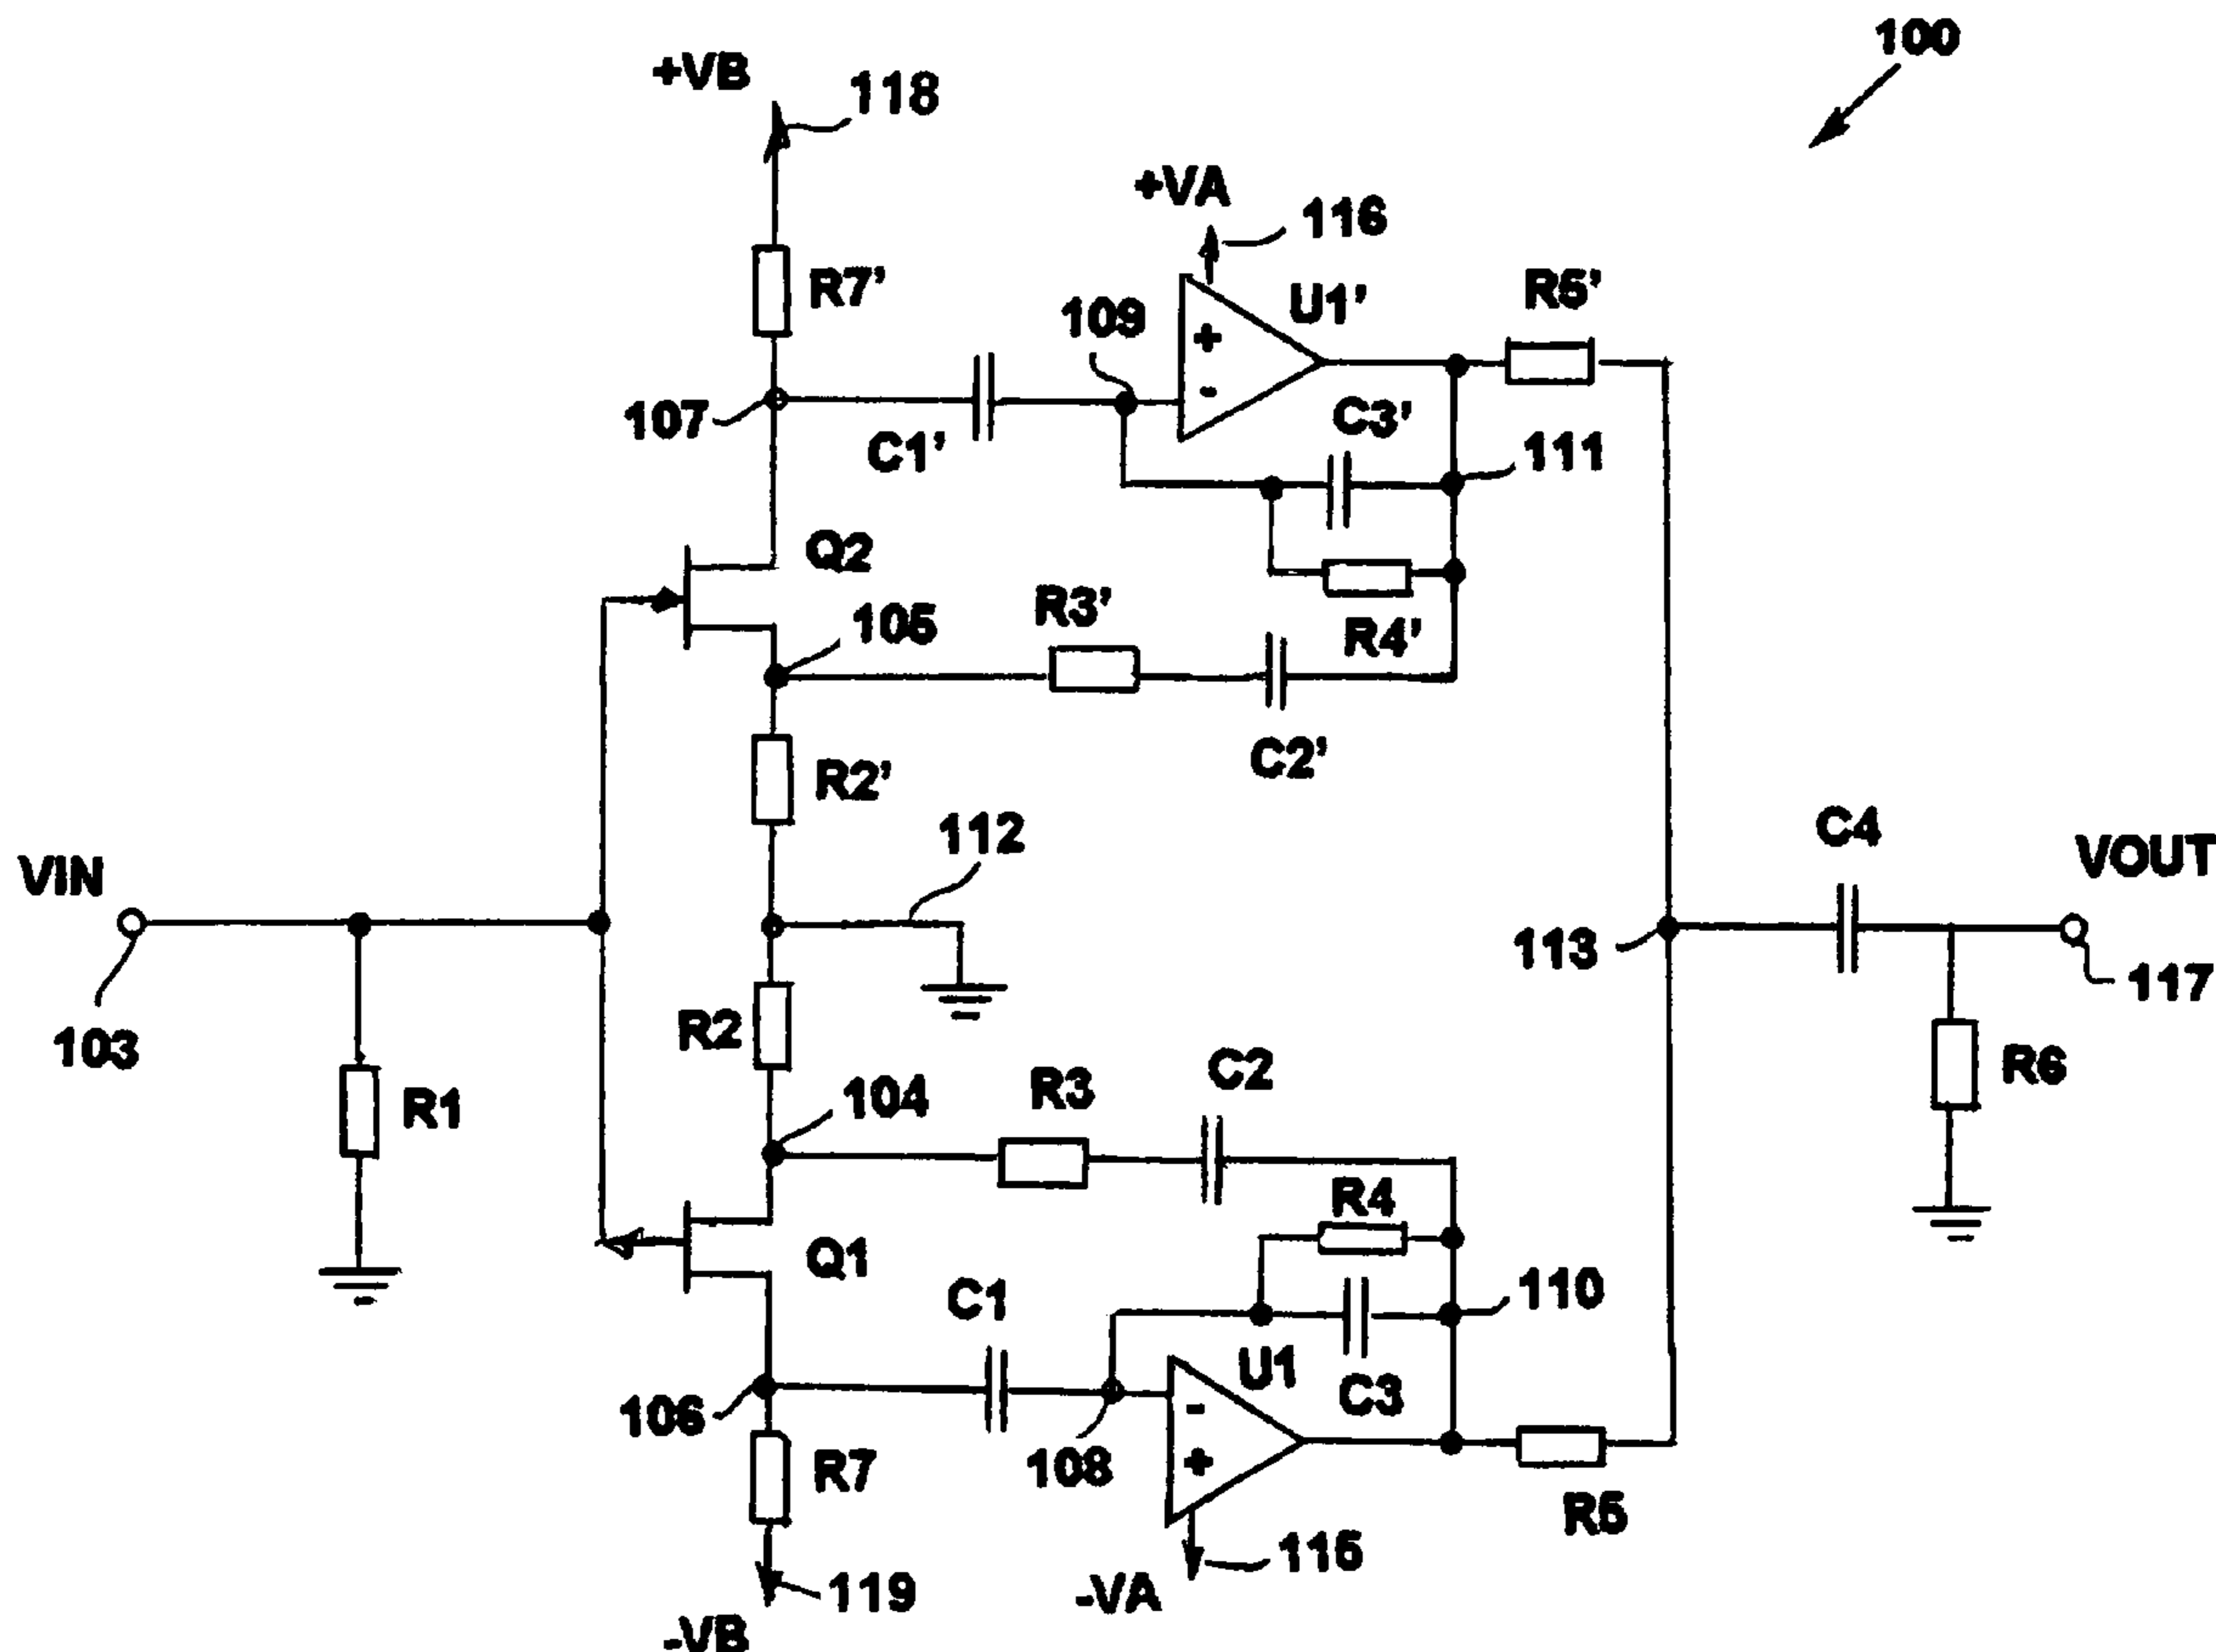 100
+VB
118
+VA
116
R7'
109
+
-
U1'
R5'
107
C1'
C3'
111
Q2
105
R3'
R4'
R2'
C2'
112
C4
VIN
VOUT
113
117
103
R2
R1
104
R3
C2
R6
R4
Q1
C1
110
U1
C3
106
-
+
R7
108
R5
115
119
-VA
-VB